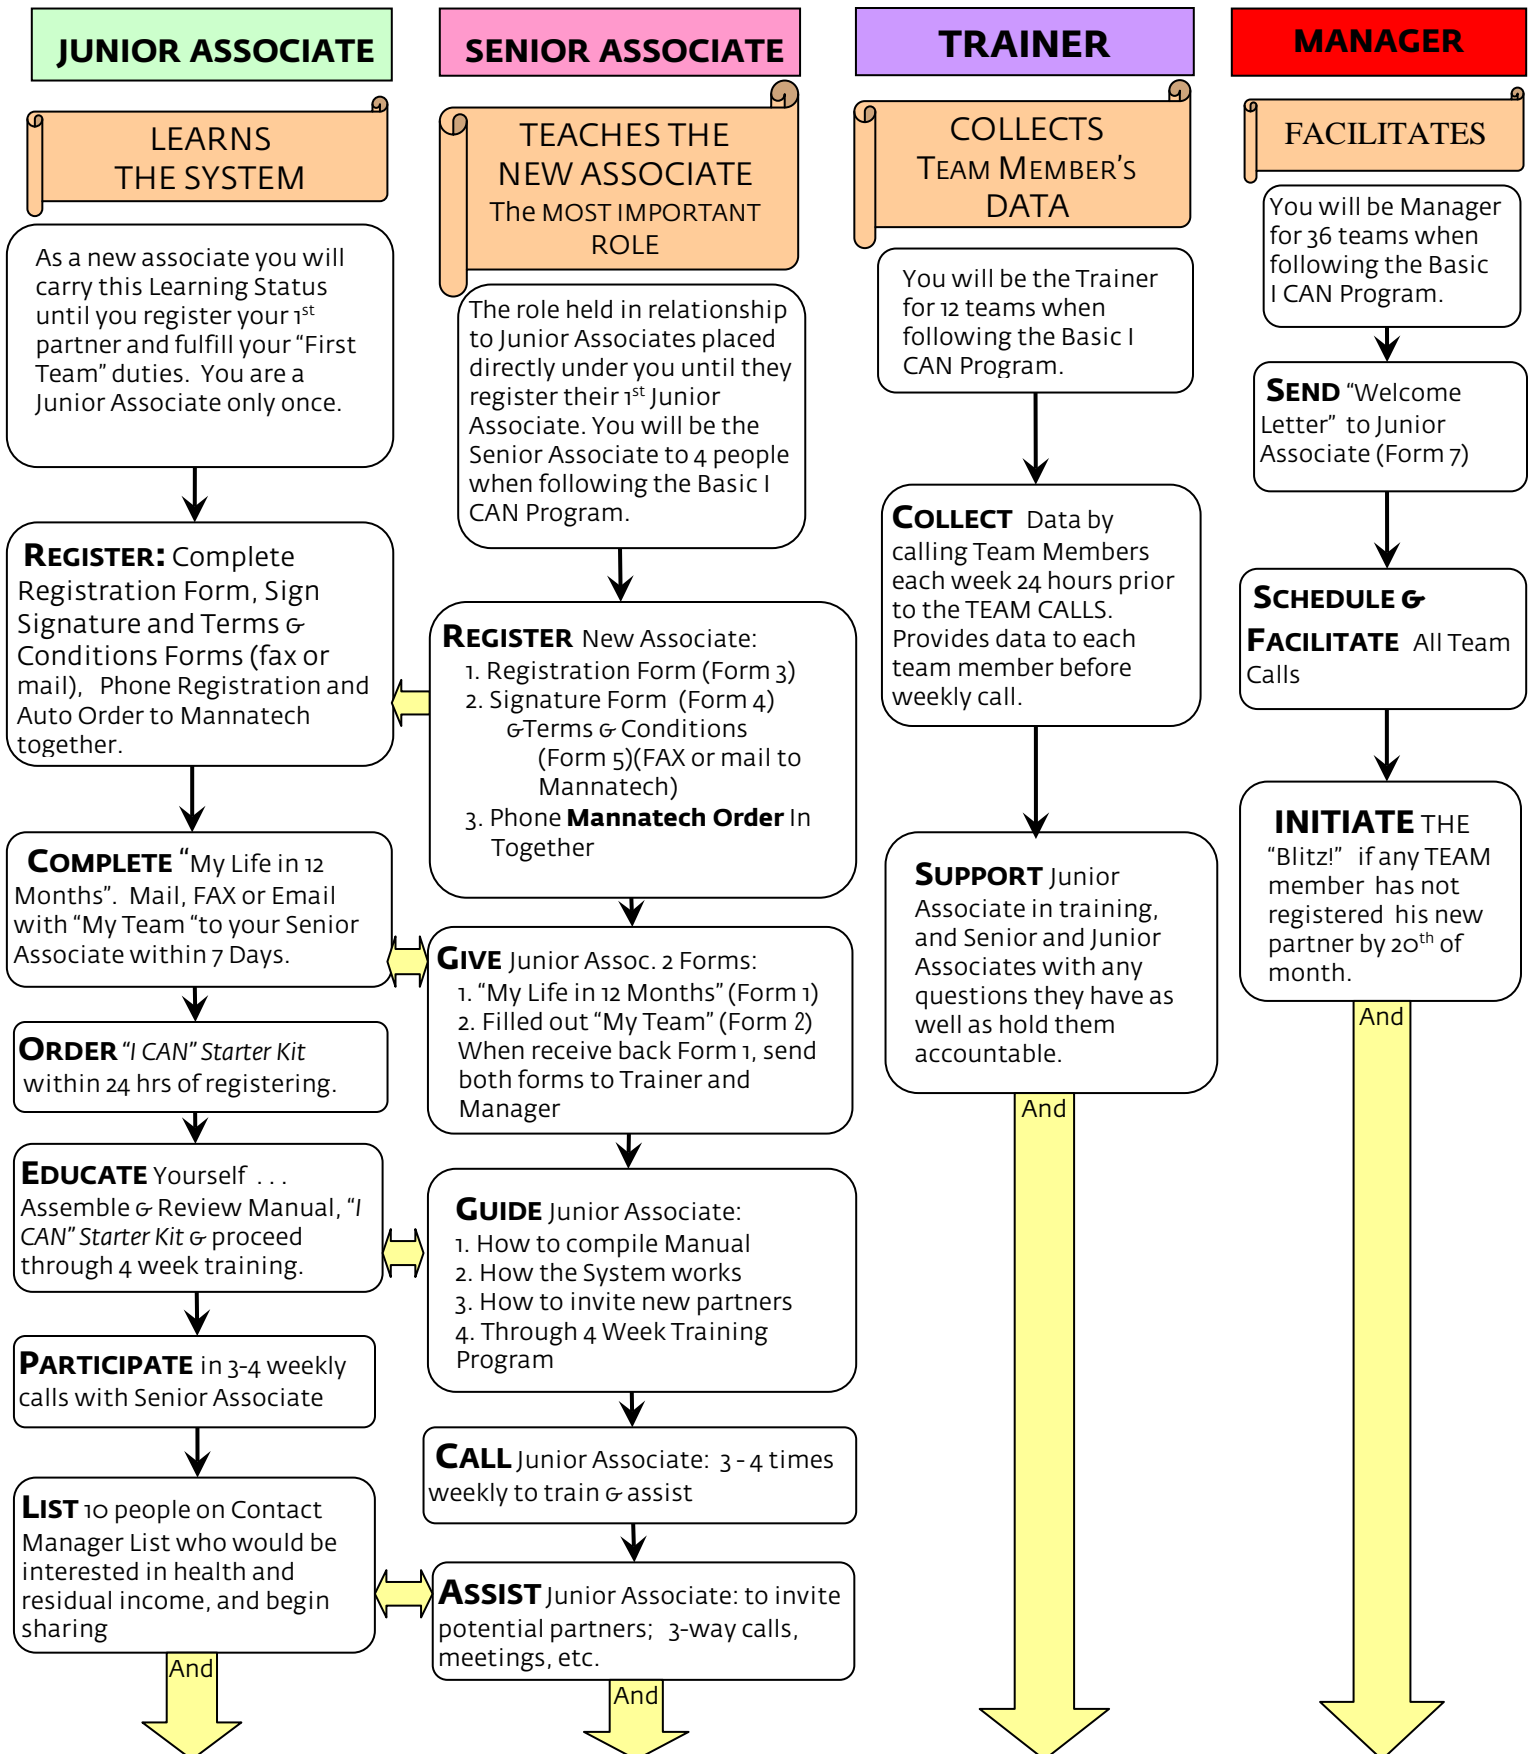 JUNIOR ASSOCIATE
LEARNS
THE SYSTEM
As a new associate you will
carry this Learning Status
until you register your 1st
partner and fulfill your “First
Team” duties. You are a
Junior Associate only once.
REGISTER: Complete
Registration Form, Sign
Signature and Terms &
Conditions Forms (fax or
mail), Phone Registration and
Auto Order to Mannatech
together.
COMPLETE “My Life in 12
Months”. Mail, FAX or Email
with “My Team “to your Senior
Associate within 7 Days.
ORDER “I CAN” Starter Kit
within 24 hrs of registering.
EDUCATE Yourself . . .
Assemble & Review Manual, “I
CAN” Starter Kit & proceed
through 4 week training.
PARTICIPATE in 3-4 weekly
calls with Senior Associate
LIST 10 people on Contact
Manager List who would be
interested in health and
residual income, and begin
sharing
And
SENIOR ASSOCIATE
TEACHES THE
NEW ASSOCIATE
The MOST IMPORTANT
ROLE
The role held in relationship
to Junior Associates placed
directly under you until they
register their 1st Junior
Associate. You will be the
Senior Associate to 4 people
when following the Basic I
CAN Program.
REGISTER New Associate:
1. Registration Form (Form 3)
2. Signature Form (Form 4)
&Terms & Conditions
(Form 5)(FAX or mail to
Mannatech)
3. Phone Mannatech Order In
Together
GIVE Junior Assoc. 2 Forms:
1. “My Life in 12 Months” (Form 1)
2. Filled out “My Team” (Form 2)
When receive back Form 1, send
both forms to Trainer and
Manager
GUIDE Junior Associate:
1. How to compile Manual
2. How the System works
3. How to invite new partners
4. Through 4 Week Training
Program
CALL Junior Associate: 3 - 4 times
weekly to train & assist
ASSIST Junior Associate: to invite
potential partners; 3-way calls,
meetings, etc.
And
TRAINER
COLLECTS
TEAM MEMBER’S
DATA
You will be the Trainer
for 12 teams when
following the Basic I
CAN Program.
COLLECT Data by
calling Team Members
each week 24 hours prior
to the TEAM CALLS.
Provides data to each
team member before
weekly call.
SUPPORT Junior
Associate in training,
and Senior and Junior
Associates with any
questions they have as
well as hold them
accountable.
And
MANAGER
FACILITATES
You will be Manager
for 36 teams when
following the Basic
I CAN Program.
SEND “Welcome
Letter” to Junior
Associate (Form 7)
SCHEDULE &
FACILITATE All Team
Calls
INITIATE THE
“Blitz!” if any TEAM
member has not
registered his new
partner by 20th of
month.
And